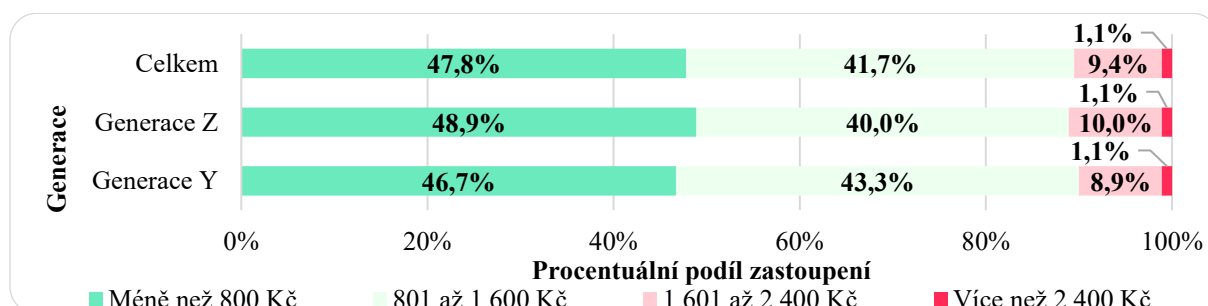 Generace
Celkem
47,8%
41,7%
9,4%
1,1%
Generace Z
48,9%
40,0%
10,0%
1,1%
Generace Y
46,7%
43,3%
8,9%
1,1%
0%
20%
40%
60%
80%
100%
Procentuální podíl zastoupení
Méně než 800 Kč
801 až 1 600 Kč
1 601 až 2 400 Kč
Více než 2 400 Kč